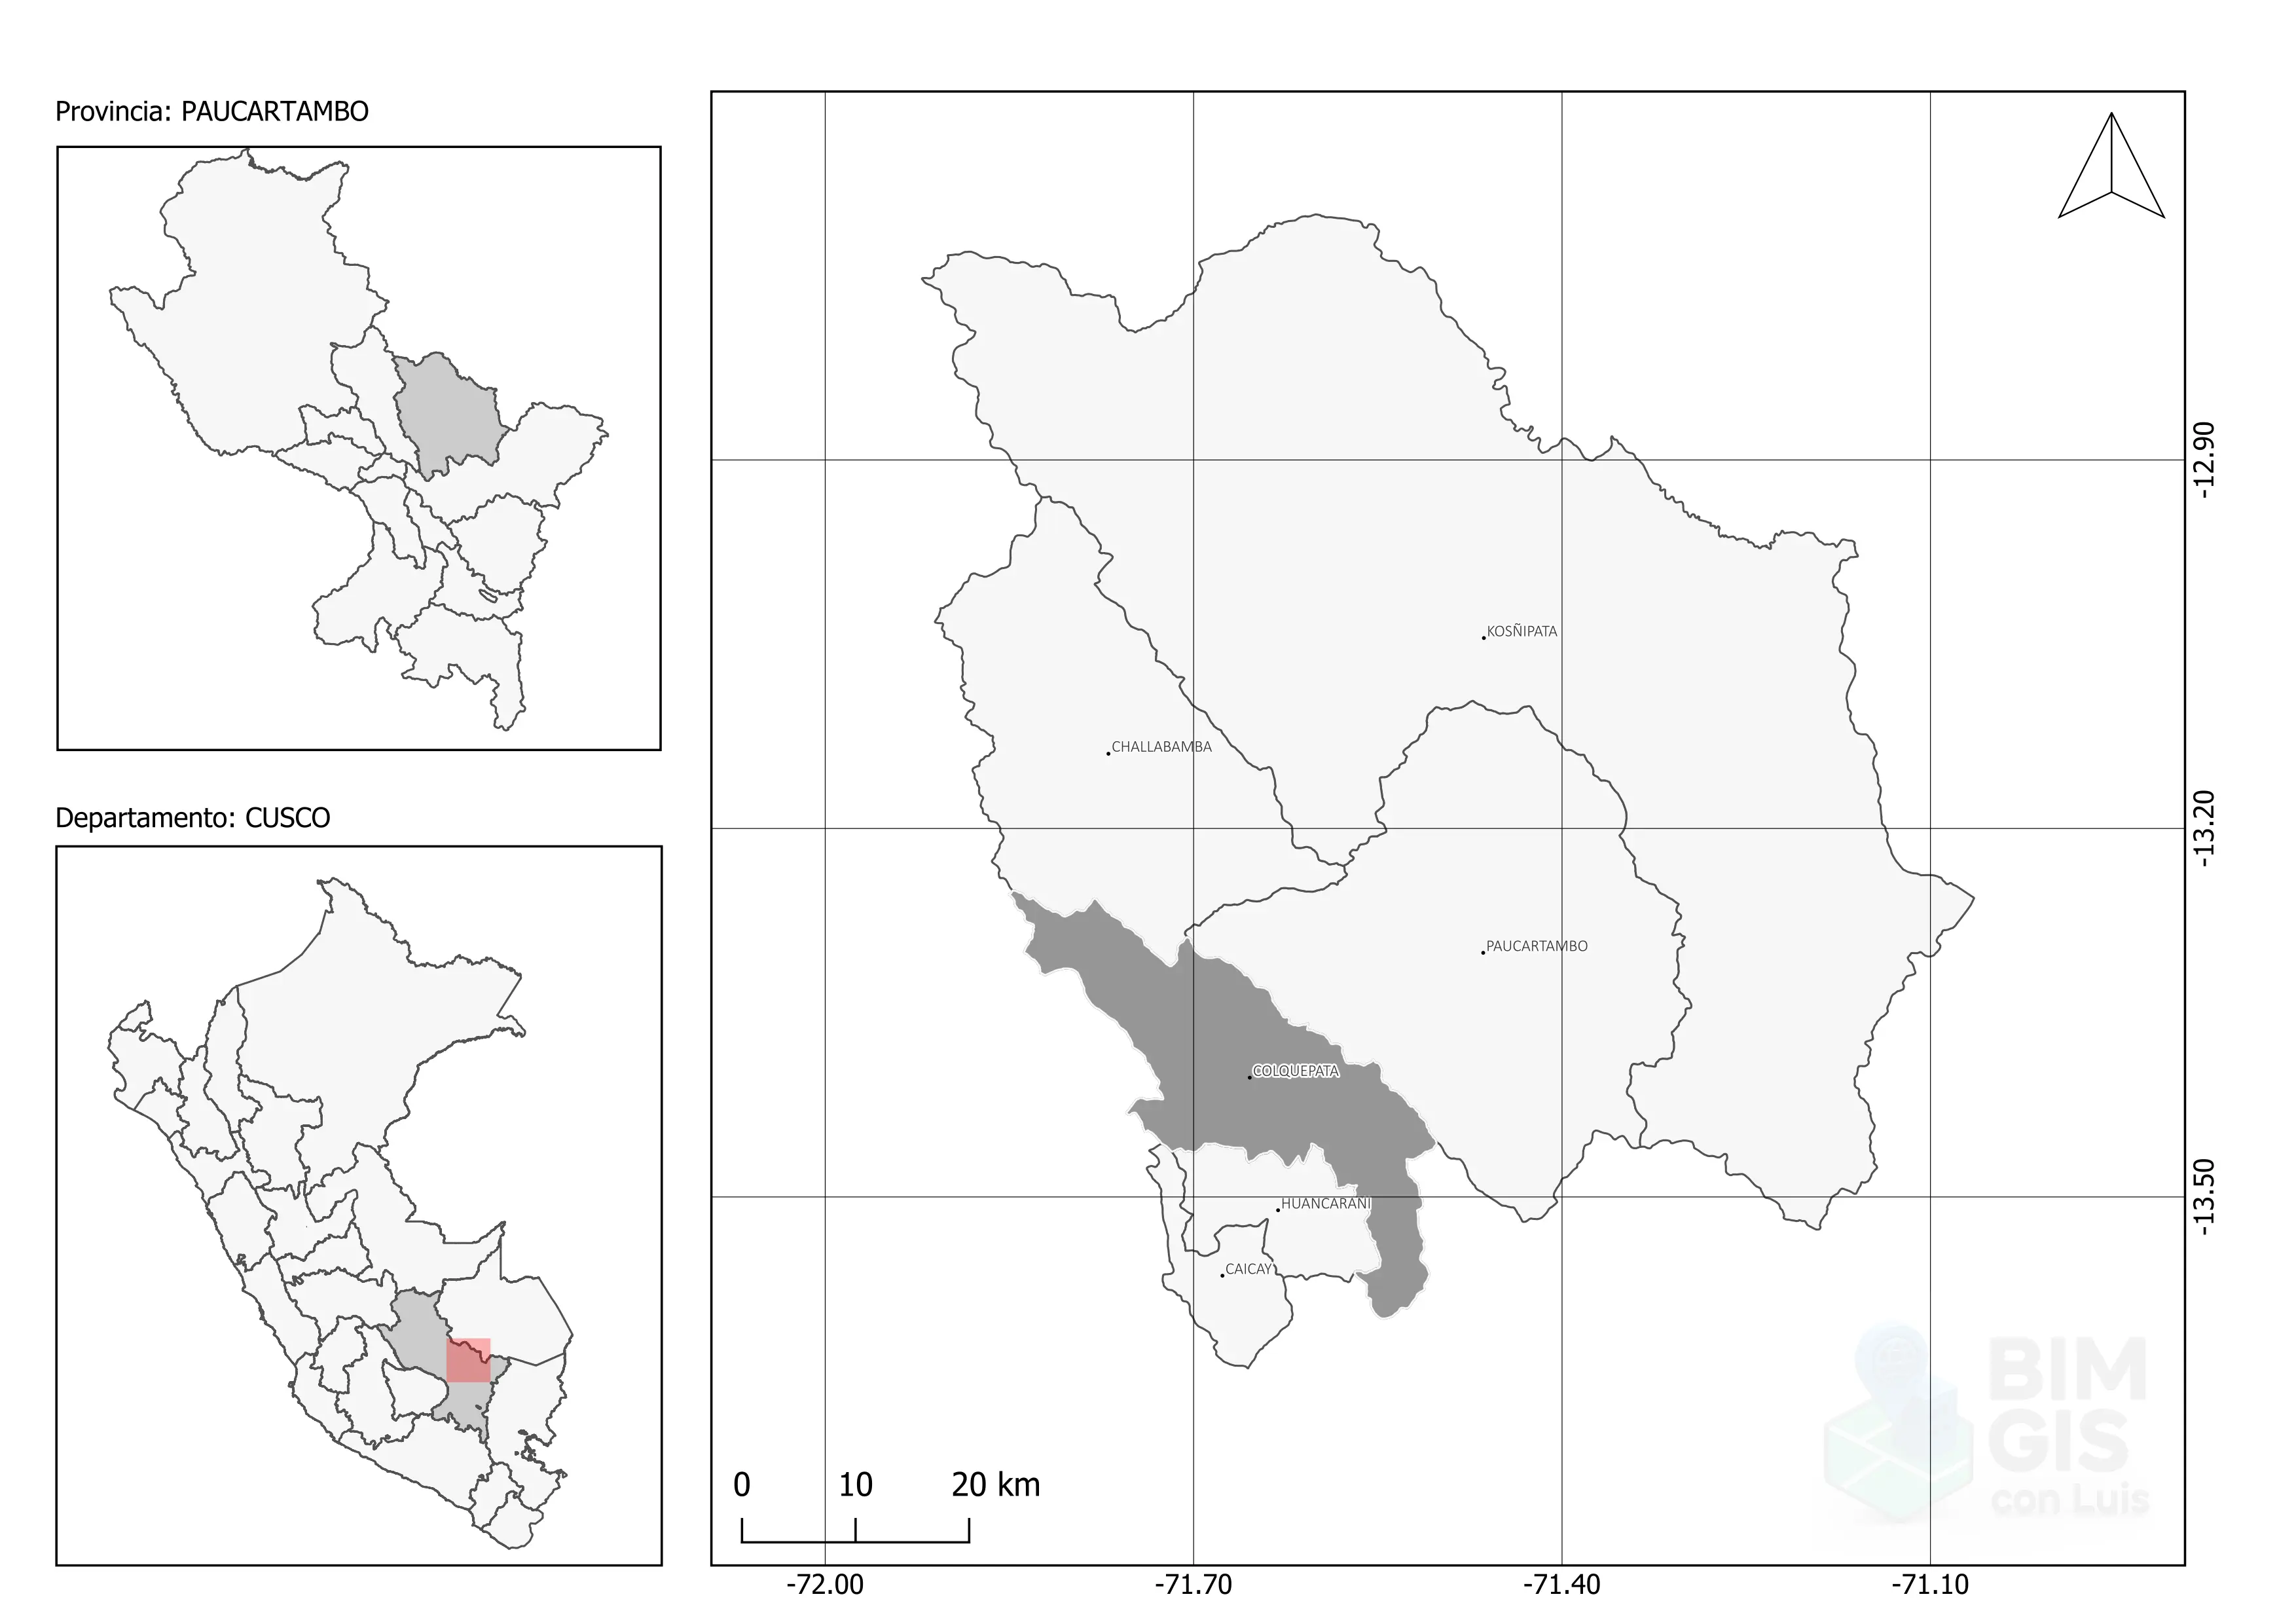 Provincia: PAUCARTAMBO
Departamento: CUSCO
KOSÑIPATA
CHALLABAMBA
PAUCARTAMBO
COLQUEPATA
HUANCARANI
CAICAY
-12.90
-13.20
-13.50
0 10 20 km
-72.00 -71.70 -71.40 -71.10
BIM
GIS
con Luis